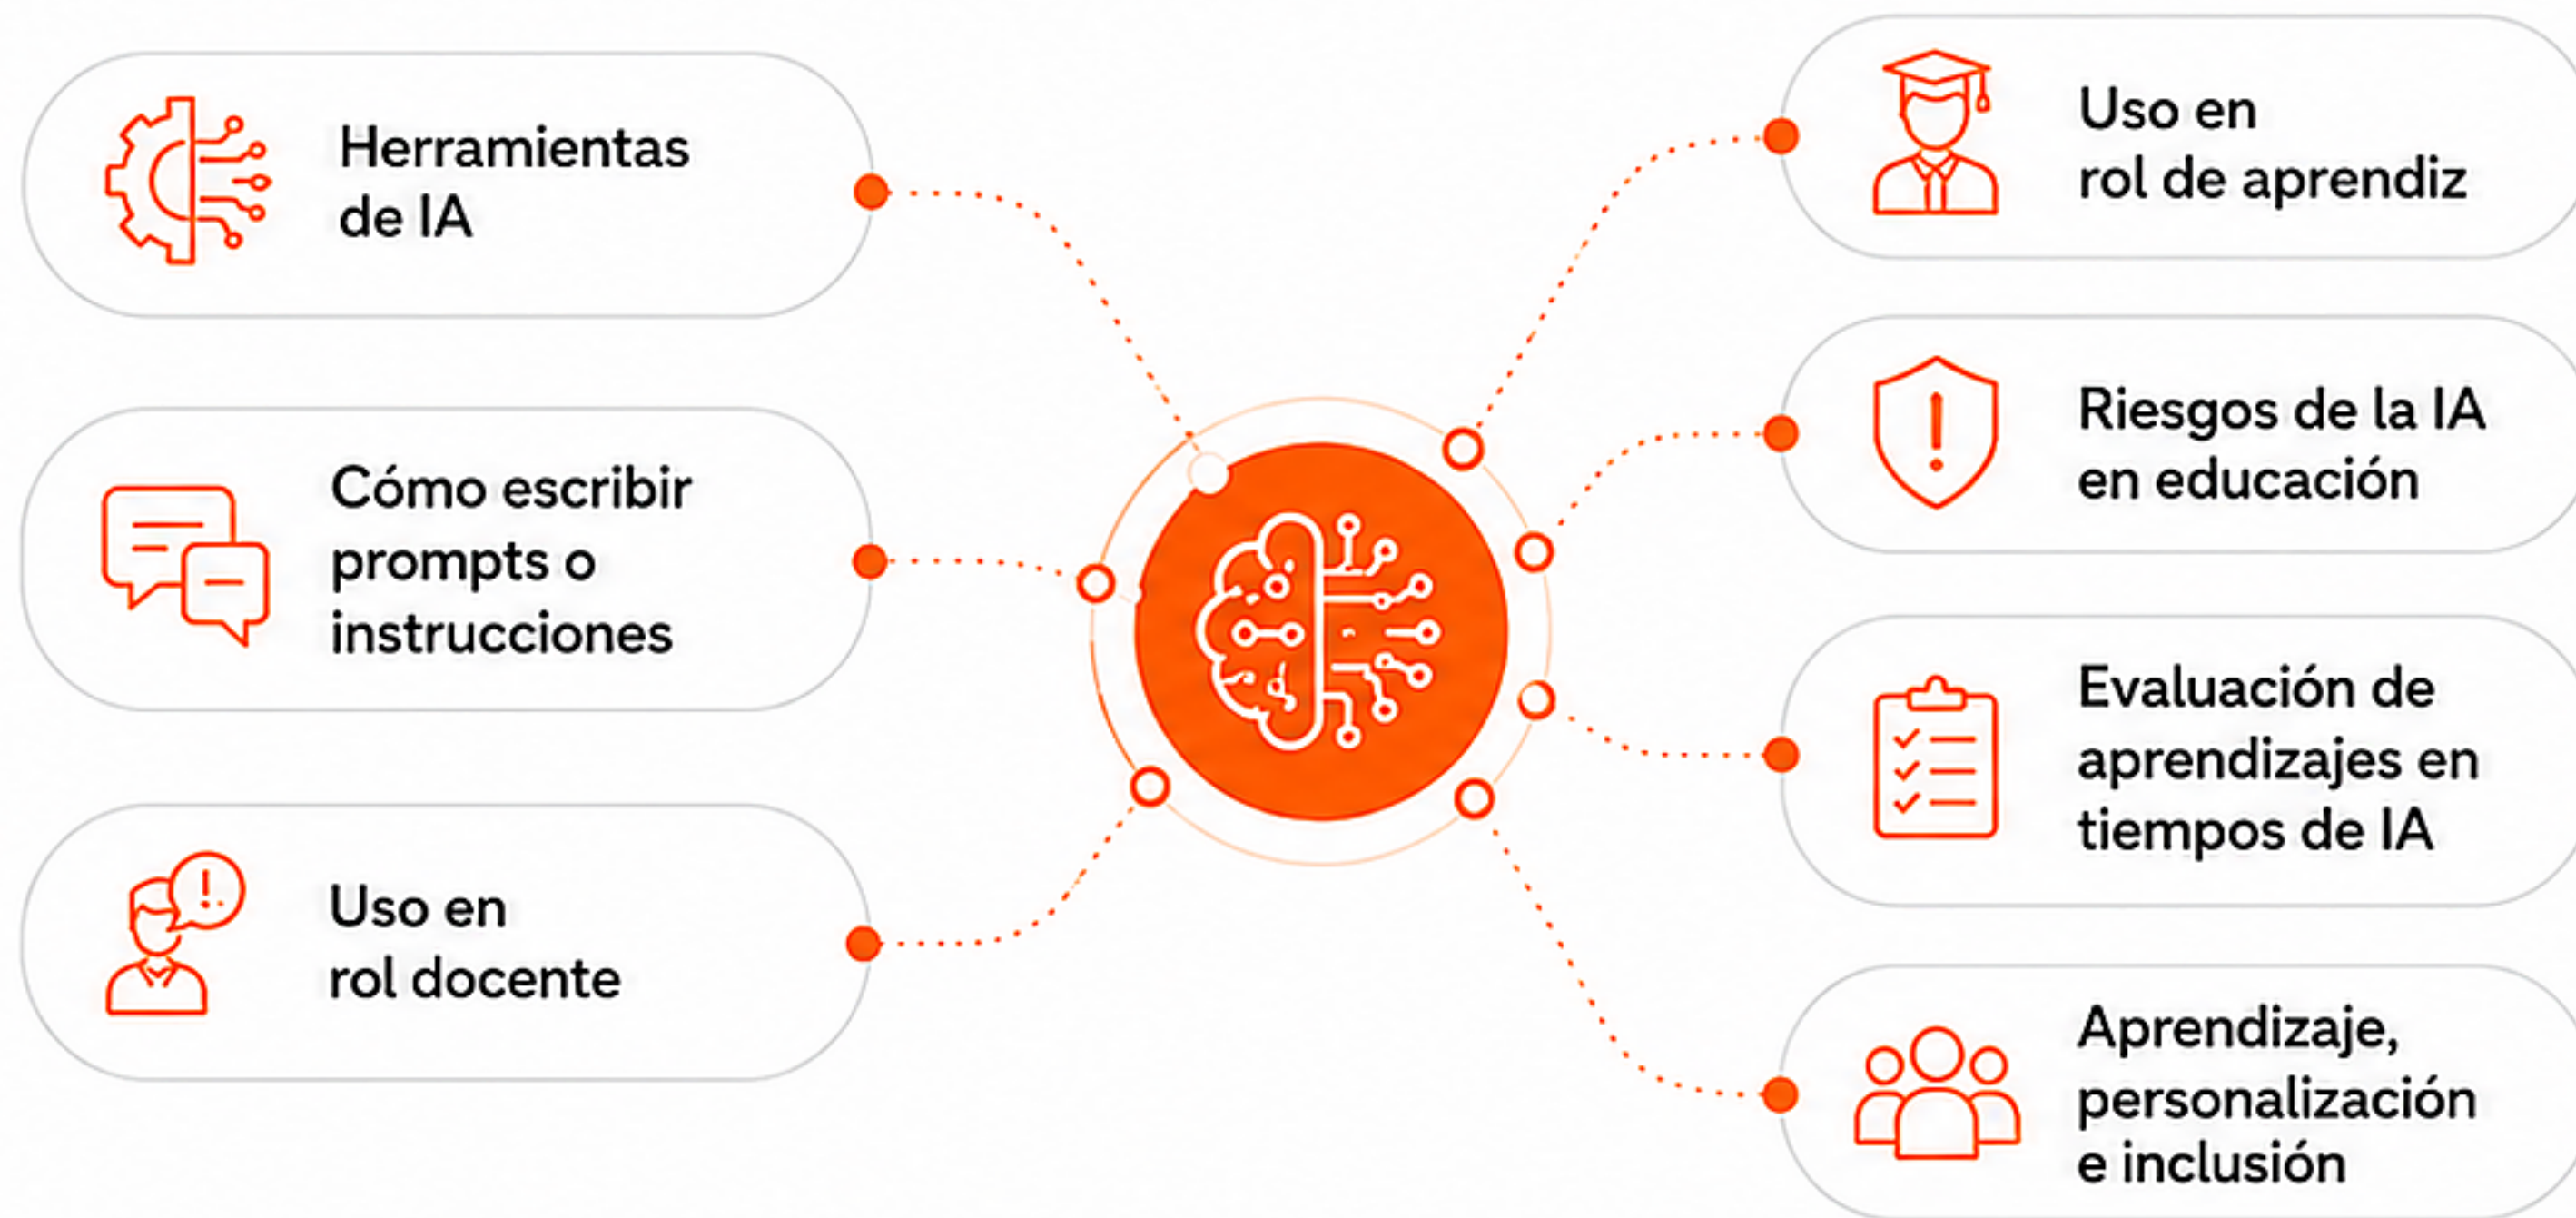 Herramientas
de IA
Cómo escribir
prompts o
instrucciones
Uso en
rol docente
Uso en
rol de aprendiz
Riesgos de la IA
en educación
Evaluación de
aprendizajes en
tiempos de IA
Aprendizaje,
personalización
e inclusión